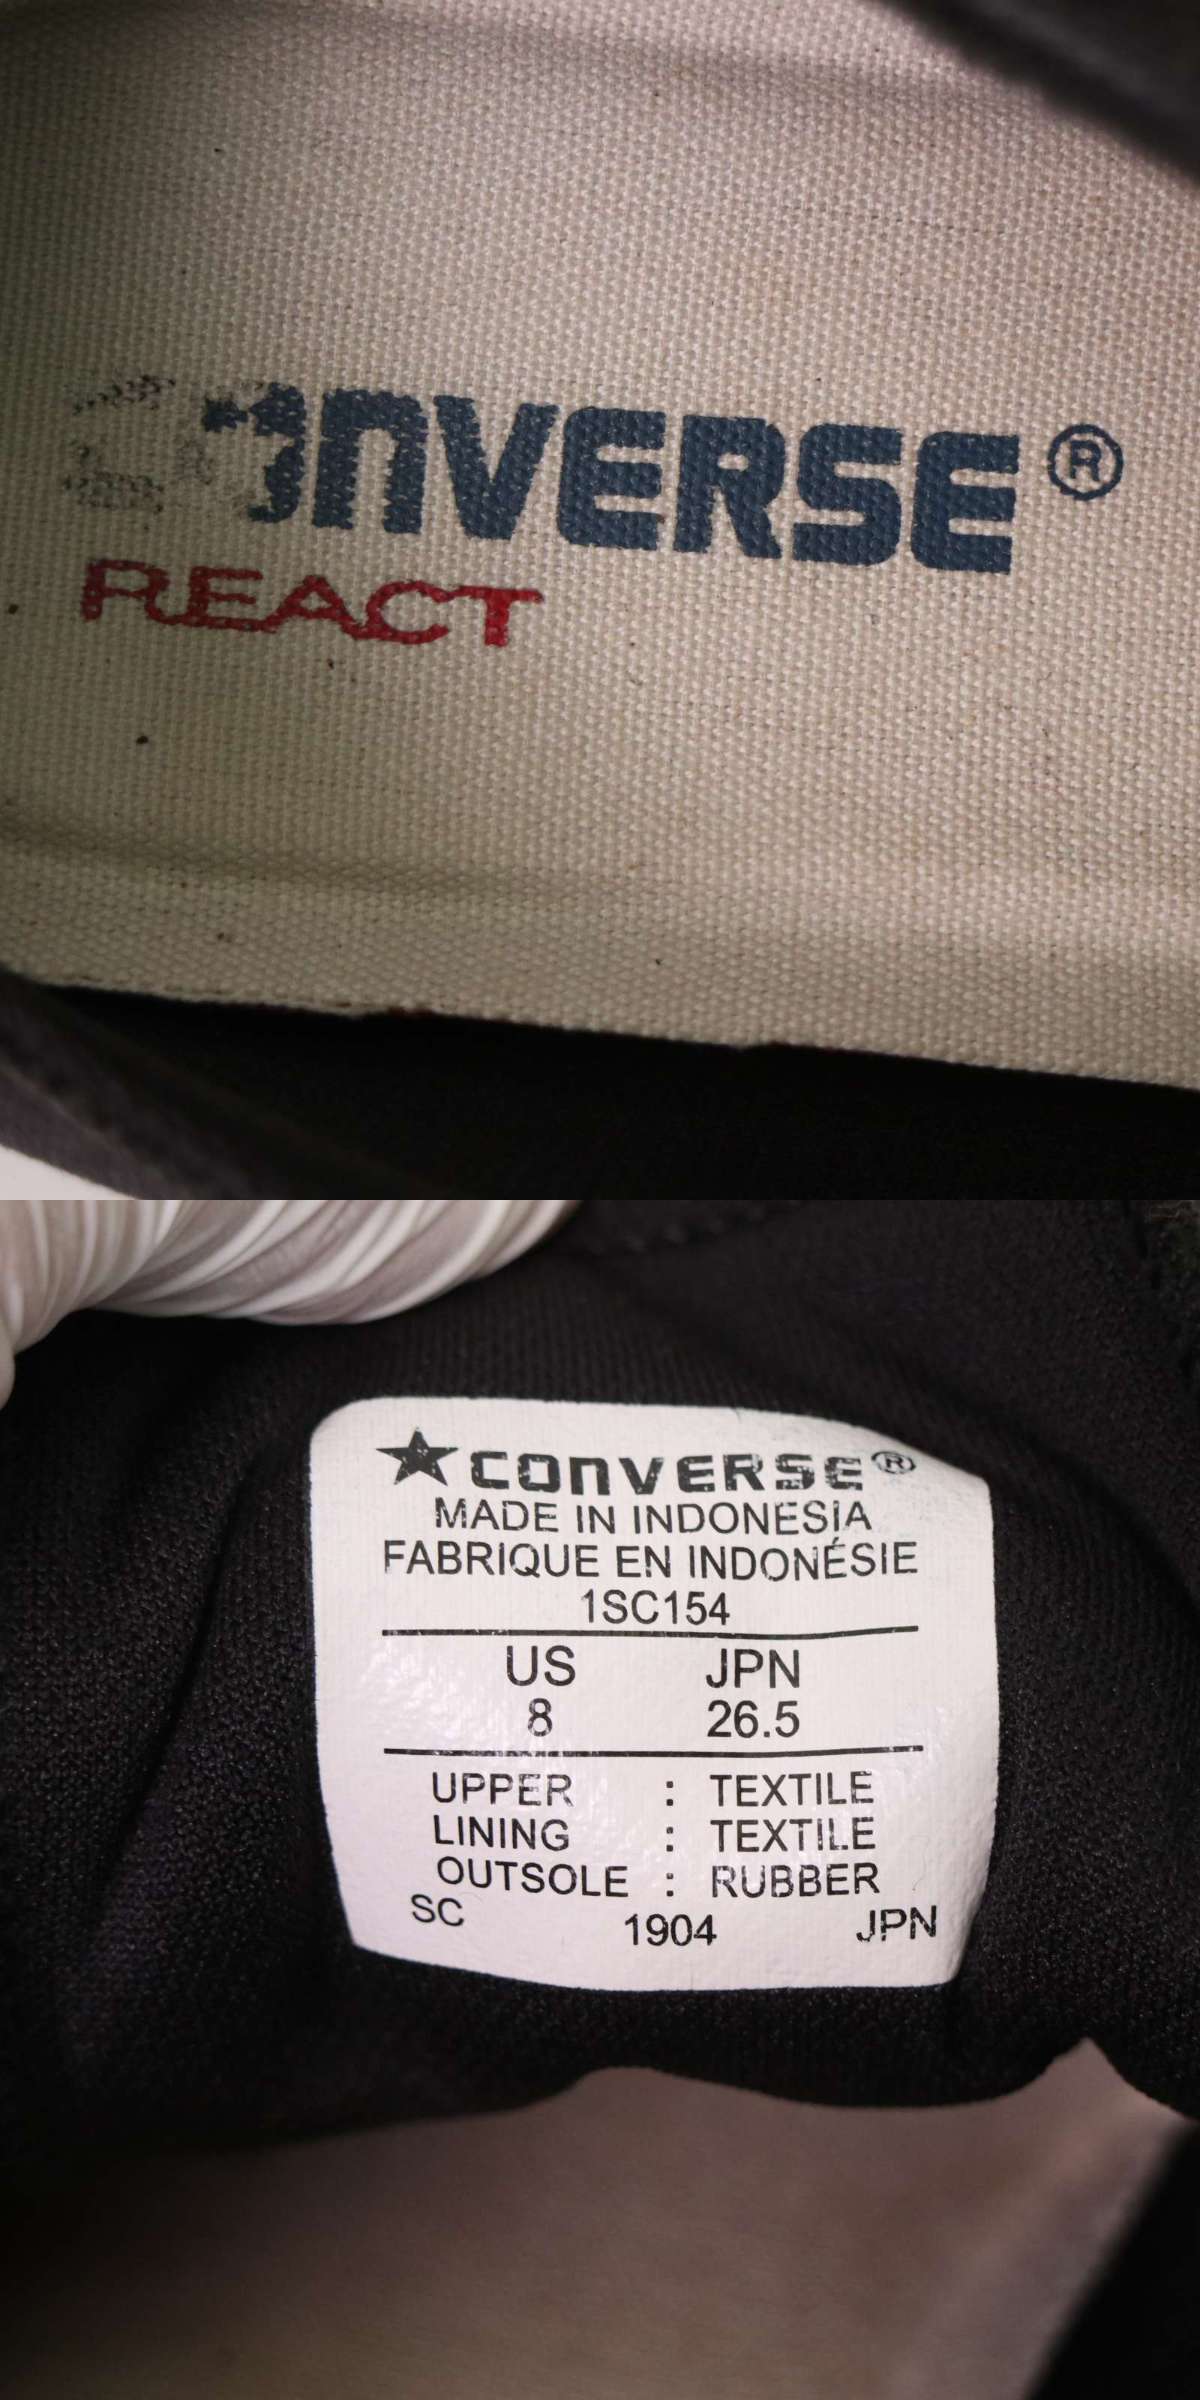 CONVERSE®
REACT
★CONVERSE®
MADE IN INDONESIA
FABRIQUE EN INDONÉSIE
1SC154
US JPN
8 26.5
UPPER : TEXTILE
LINING : TEXTILE
OUTSOLE : RUBBER
SC 1904 JPN